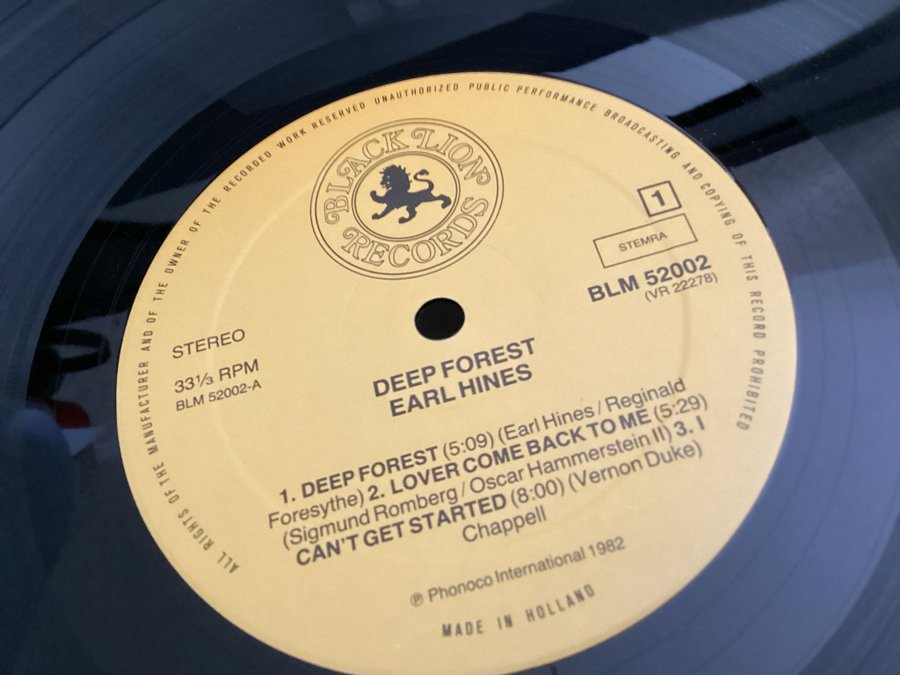 ALL RIGHTS OF THE MANUFACTURER AND OF THE OWNER OF THE RECORDED WORK RESERVED UNAUTHORIZED PUBLIC PERFORMANCE BROADCASTING AND COPYING OF THIS RECORD PROHIBITED
BLACK LION
RECORDS
1
STEMRA
BLM 52002
(VR 22278)
STEREO
33⅓ RPM
BLM 52002-A
DEEP FOREST
EARL HINES
1. DEEP FOREST (5:09) (Earl Hines / Reginald
Foresythe) 2. LOVER COME BACK TO ME (5:29)
(Sigmund Romberg / Oscar Hammerstein II) 3. I
CAN'T GET STARTED (8:00) (Vernon Duke)
Chappell
℗ Phonoco International 1982
MADE IN HOLLAND